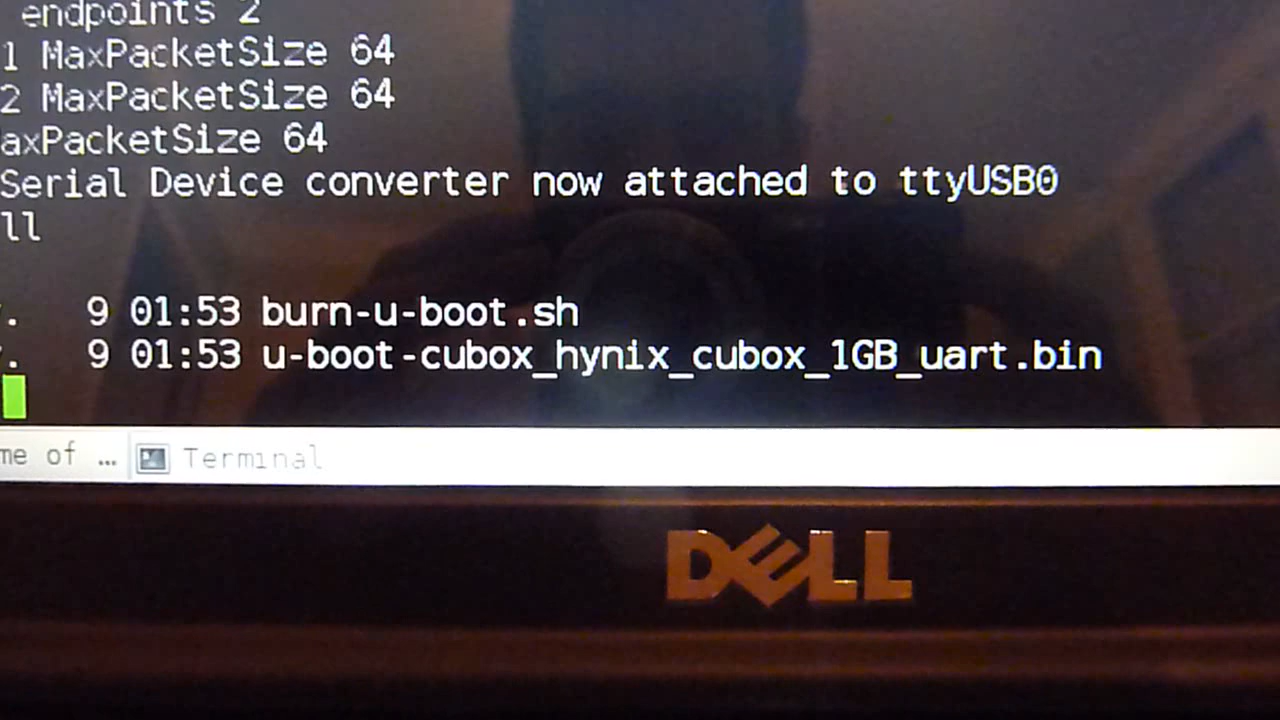 endpoints 2
1 MaxPacketSize 64
2 MaxPacketSize 64
axPacketSize 64
Serial Device converter now attached to ttyUSB0
ll
. 9 01:53 burn-u-boot.sh
. 9 01:53 u-boot-cubox_hynix_cubox_1GB_uart.bin
me of ... Terminal
DELL